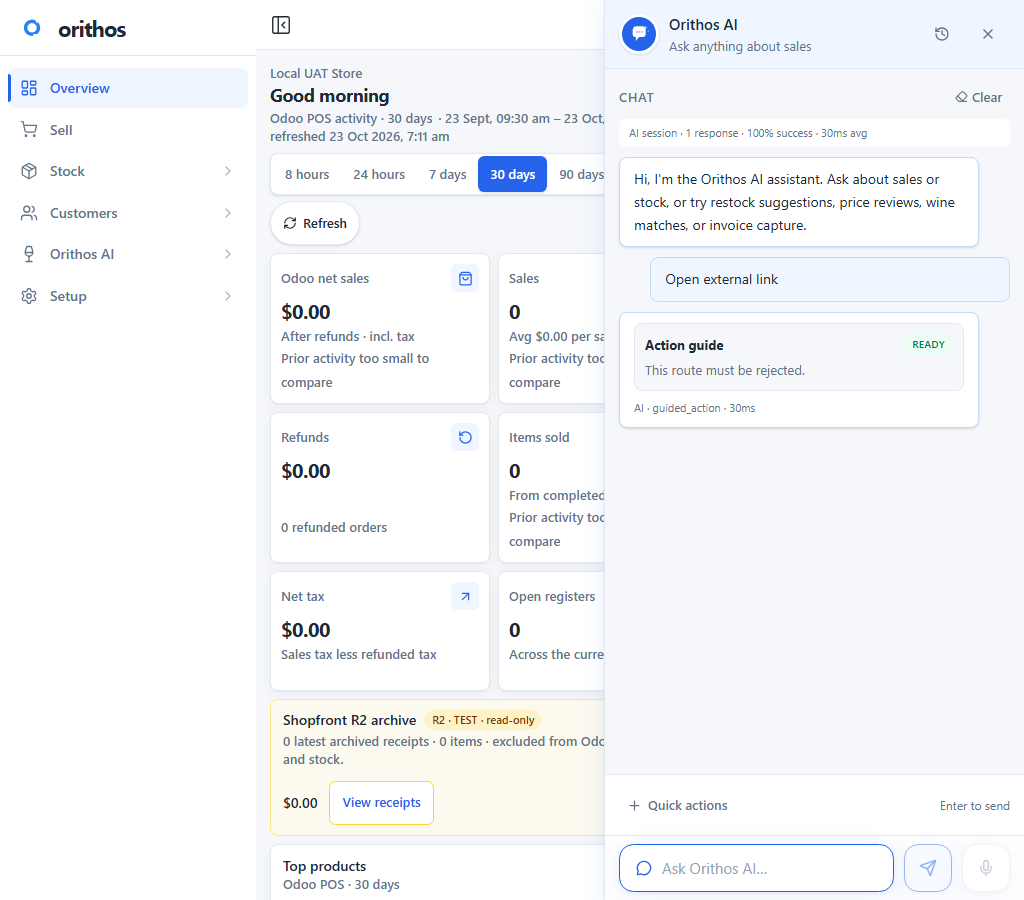 orithos
Overview
Sell
Stock
Customers
Orithos AI
Setup
Local UAT Store
Good morning
Odoo POS activity · 30 days · 23 Sept, 09:30 am – 23 Oct,
refreshed 23 Oct 2026, 7:11 am
8 hours
24 hours
7 days
30 days
90 days
Refresh
Odoo net sales
$0.00
After refunds · incl. tax
Prior activity too small to
compare
Sales
0
Avg $0.00 per sa
Prior activity too
compare
Refunds
$0.00
0 refunded orders
Items sold
0
From completed
Prior activity too
compare
Net tax
$0.00
Sales tax less refunded tax
Open registers
0
Across the curre
Shopfront R2 archive
R2 · TEST · read-only
0 latest archived receipts · 0 items · excluded from Odo
and stock.
$0.00
View receipts
Top products
Odoo POS · 30 days
Orithos AI
Ask anything about sales
CHAT
Clear
AI session · 1 response · 100% success · 30ms avg
Hi, I'm the Orithos AI assistant. Ask about sales or
stock, or try restock suggestions, price reviews, wine
matches, or invoice capture.
Open external link
Action guide
READY
This route must be rejected.
AI · guided_action · 30ms
Quick actions
Enter to send
Ask Orithos AI...